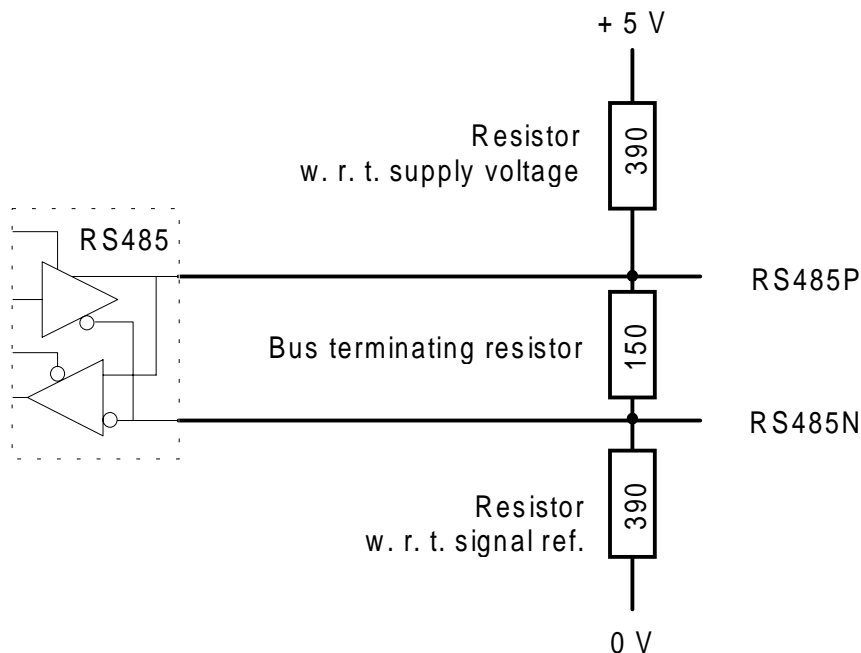 + 5 V
Resistor
w. r. t. supply voltage
390
RS485
RS485P
Bus terminating resistor
150
RS485N
Resistor
w. r. t. signal ref.
390
0 V